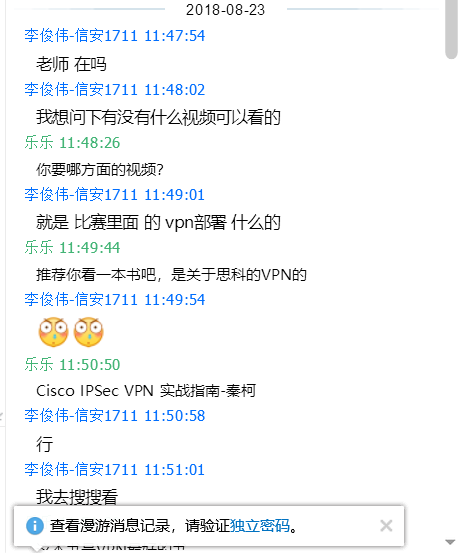 2018-08-23
李俊伟-信安1711 11:47:54
老师 在吗
李俊伟-信安1711 11:48:02
我想问下有没有什么视频可以看的
乐乐 11:48:26
你要哪方面的视频?
李俊伟-信安1711 11:49:01
就是 比赛里面 的 vpn部署 什么的
乐乐 11:49:44
推荐你看一本书吧，是关于思科的VPN的
李俊伟-信安1711 11:49:54
乐乐 11:50:50
Cisco IPSec VPN 实战指南-秦柯
李俊伟-信安1711 11:50:58
行
李俊伟-信安1711 11:51:01
我去搜搜看
查看漫游消息记录，请验证独立密码。